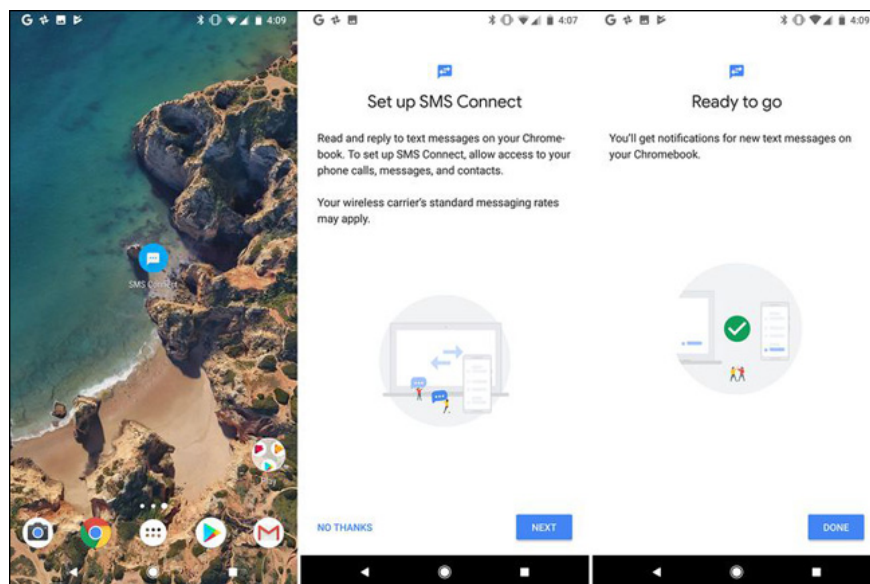 4:09
SMS Connect
Play
4:07
Set up SMS Connect
Read and reply to text messages on your Chrome-
book. To set up SMS Connect, allow access to your
phone calls, messages, and contacts.
Your wireless carrier's standard messaging rates
may apply.
NO THANKS
NEXT
4:09
Ready to go
You'll get notifications for new text messages on
your Chromebook.
DONE